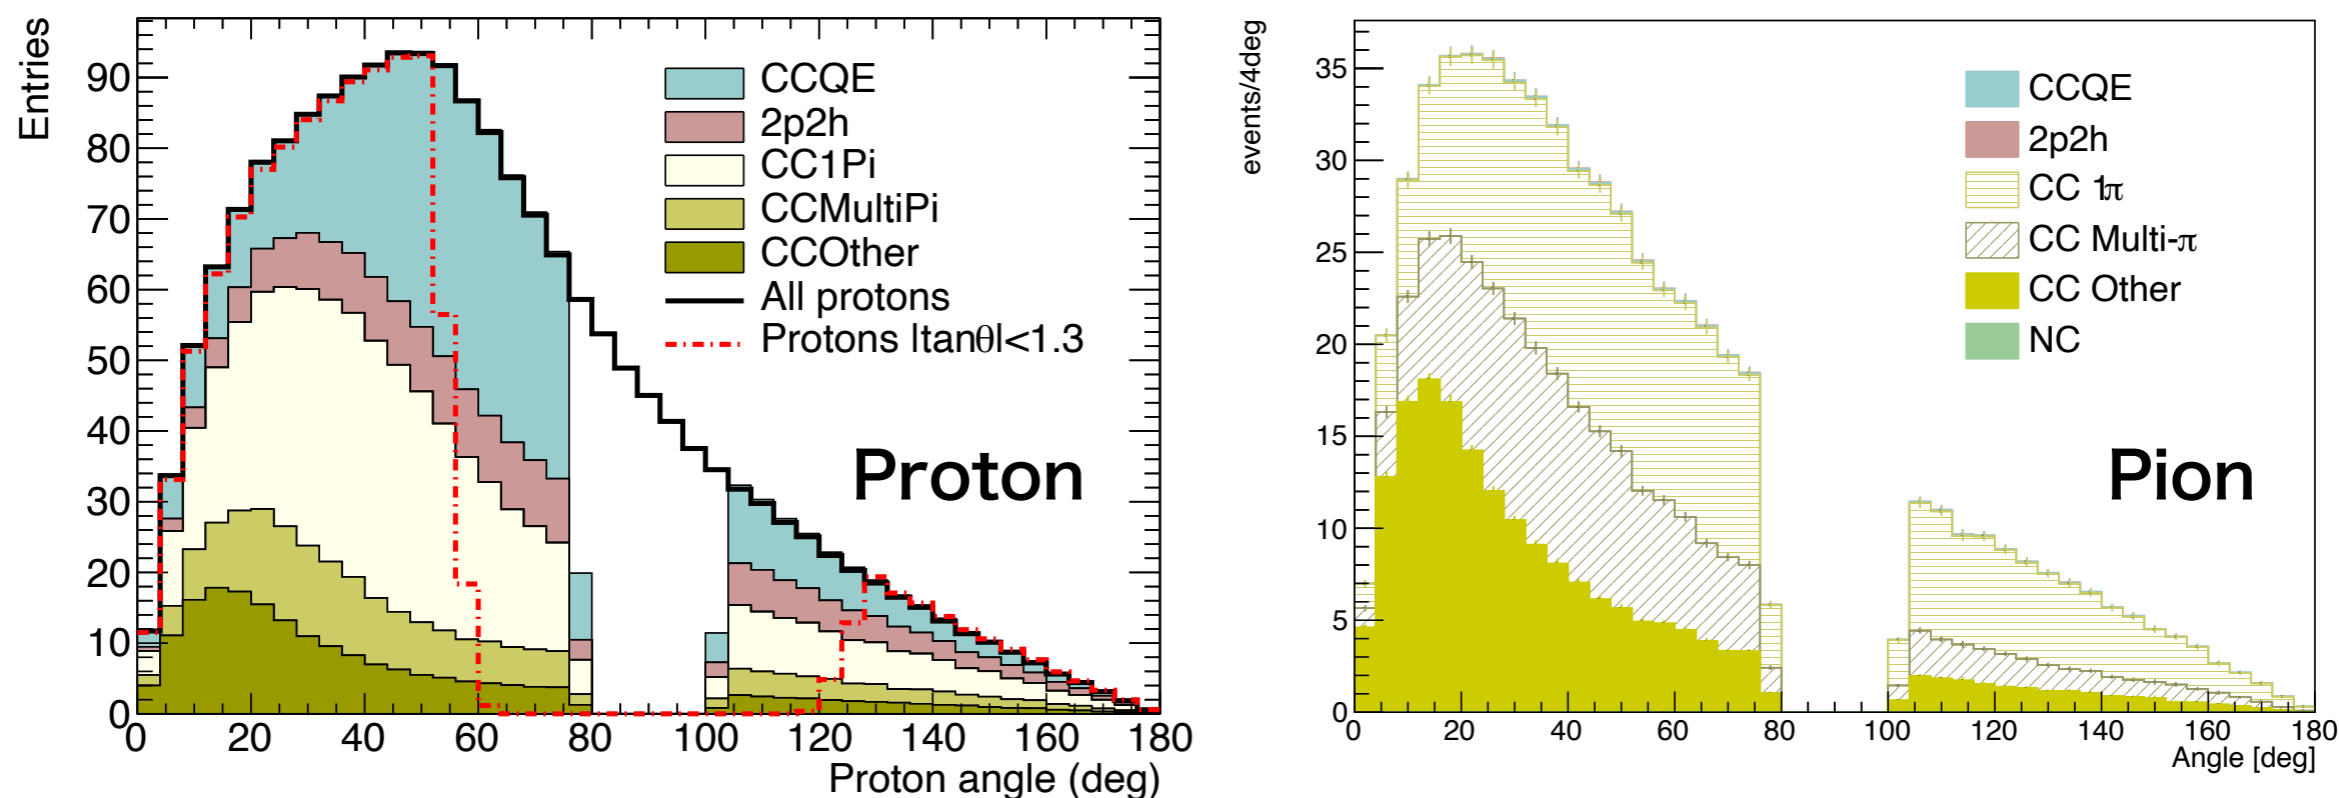 Entries
90
80
70
60
50
40
30
20
10
0
0 20 40 60 80 100 120 140 160 180
Proton angle (deg)
CCQE
2p2h
CC1Pi
CCMultiPi
CCOther
All protons
Protons |tanθ|<1.3
Proton
events/4deg
35
30
25
20
15
10
5
0
0 20 40 60 80 100 120 140 160 180
Angle [deg]
CCQE
2p2h
CC 1π
CC Multi-π
CC Other
NC
Pion